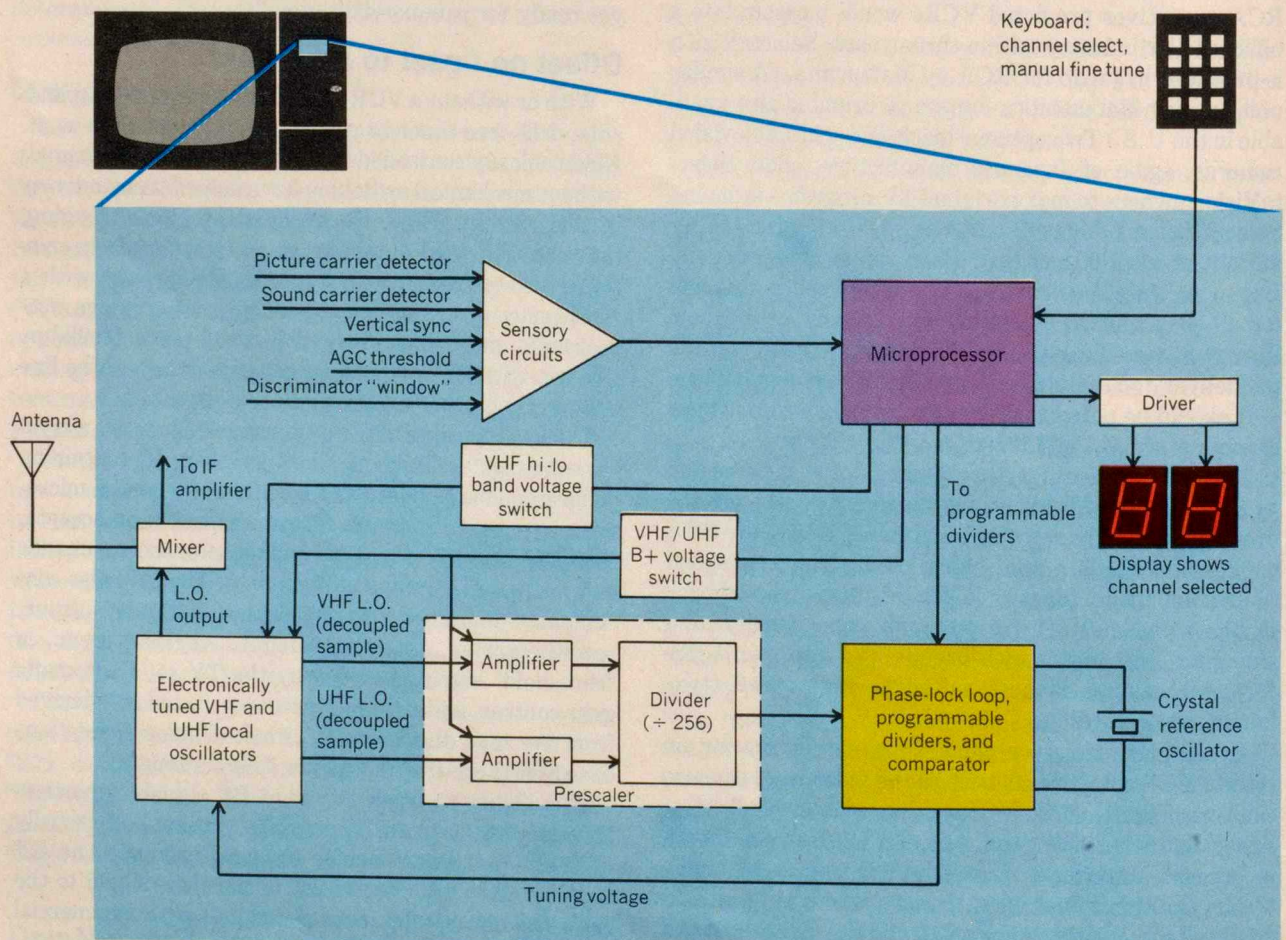 Keyboard:
channel select,
manual fine tune
Picture carrier detector
Sound carrier detector
Vertical sync
AGC threshold
Discriminator "window"
Sensory
circuits
Microprocessor
Driver
Display shows
channel selected
Antenna
To IF
amplifier
VHF hi-lo
band voltage
switch
VHF/UHF
B+ voltage
switch
To
programmable
dividers
Mixer
L.O.
output
VHF L.O.
(decoupled
sample)
UHF L.O.
(decoupled
sample)
Electronically
tuned VHF and
UHF local
oscillators
Amplifier
Amplifier
Divider
(÷ 256)
Prescaler
Phase-lock loop,
programmable
dividers, and
comparator
Crystal
reference
oscillator
Tuning voltage
88